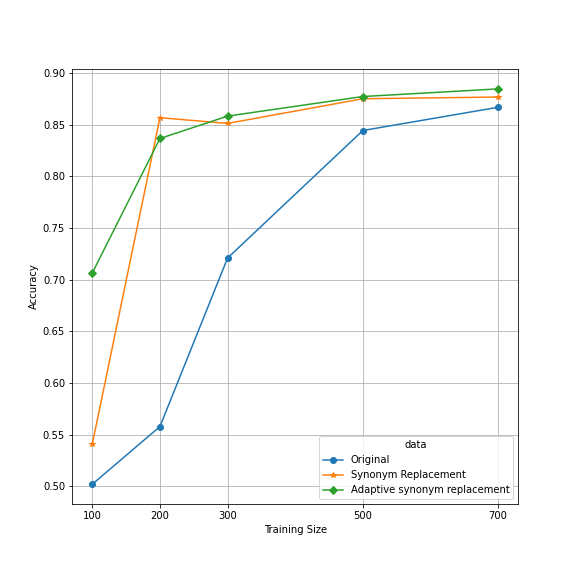 0.90
0.85
0.80
0.75
0.70
0.65
0.60
0.55
0.50
Accuracy
100 200 300 500 700
Training Size
data
Original
Synonym Replacement
Adaptive synonym replacement